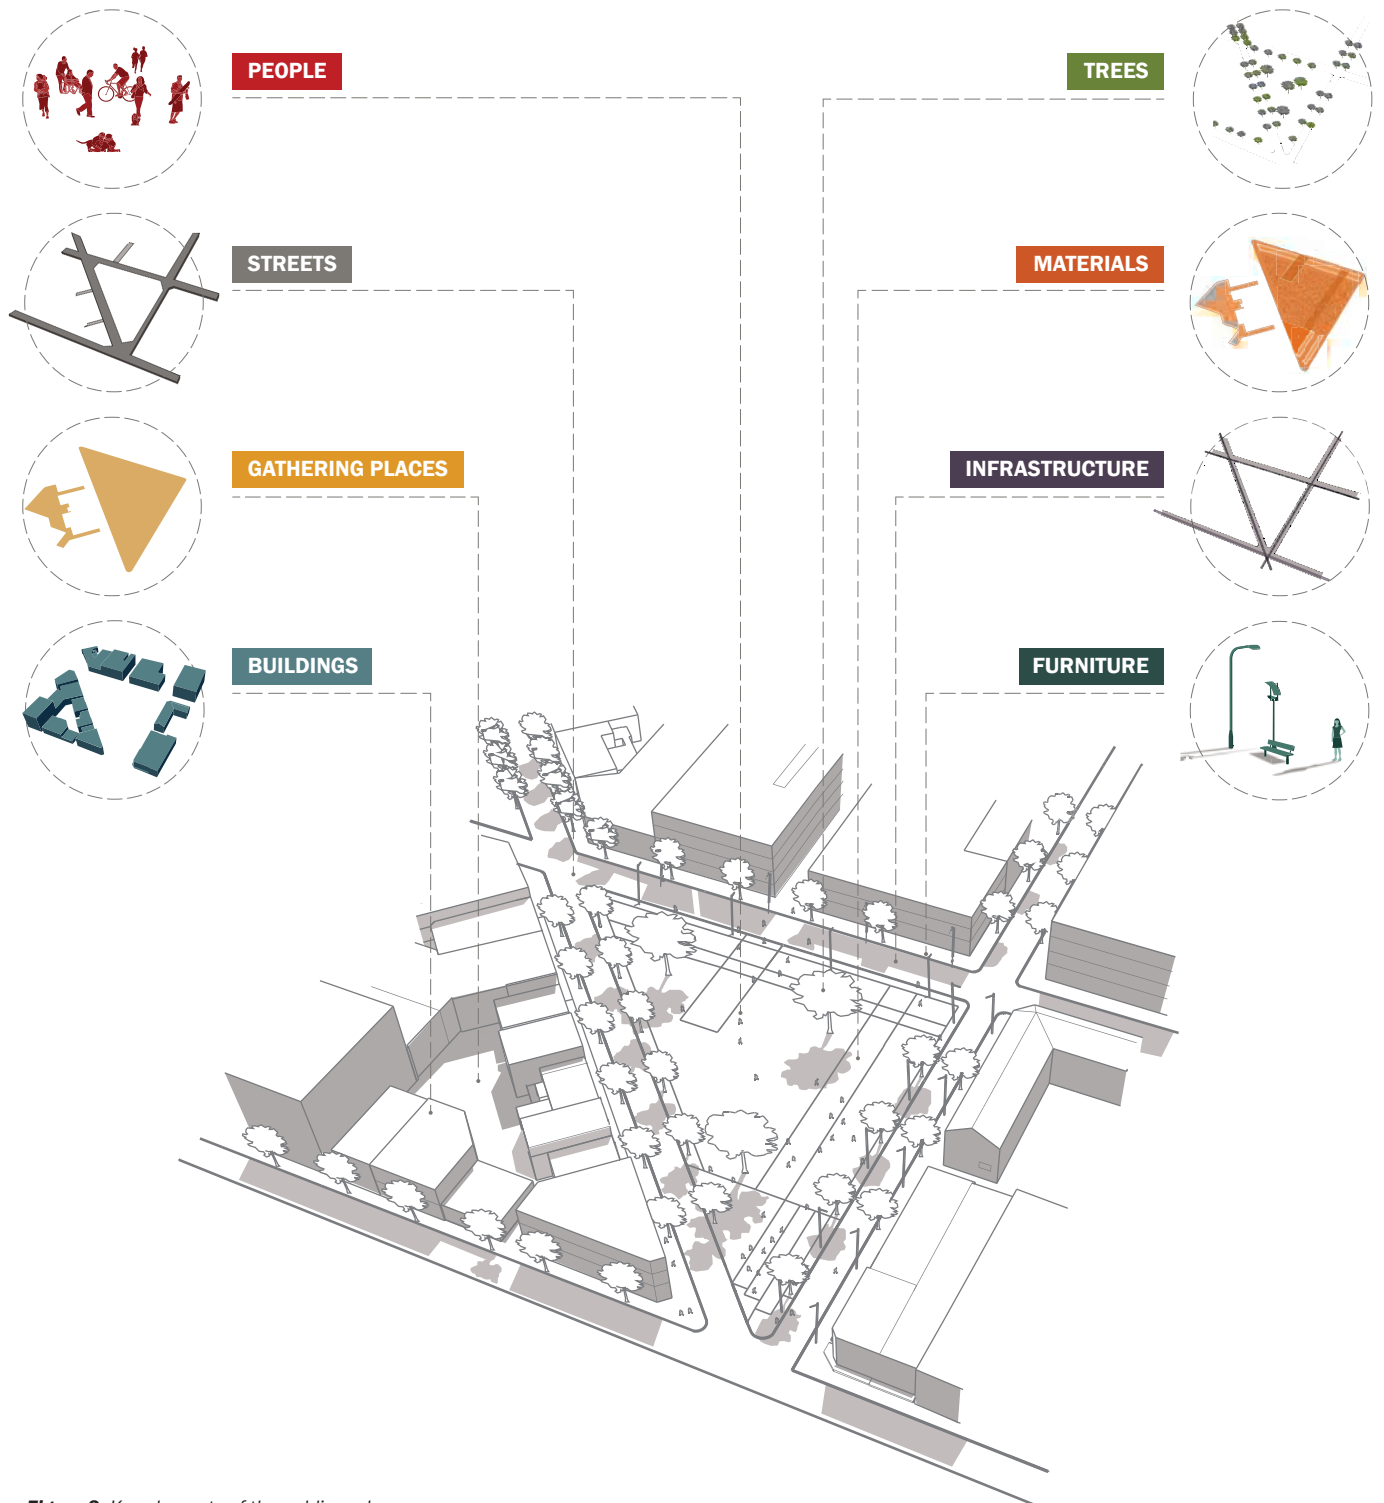 PEOPLE
TREES
STREETS
MATERIALS
GATHERING PLACES
INFRASTRUCTURE
BUILDINGS
FURNITURE